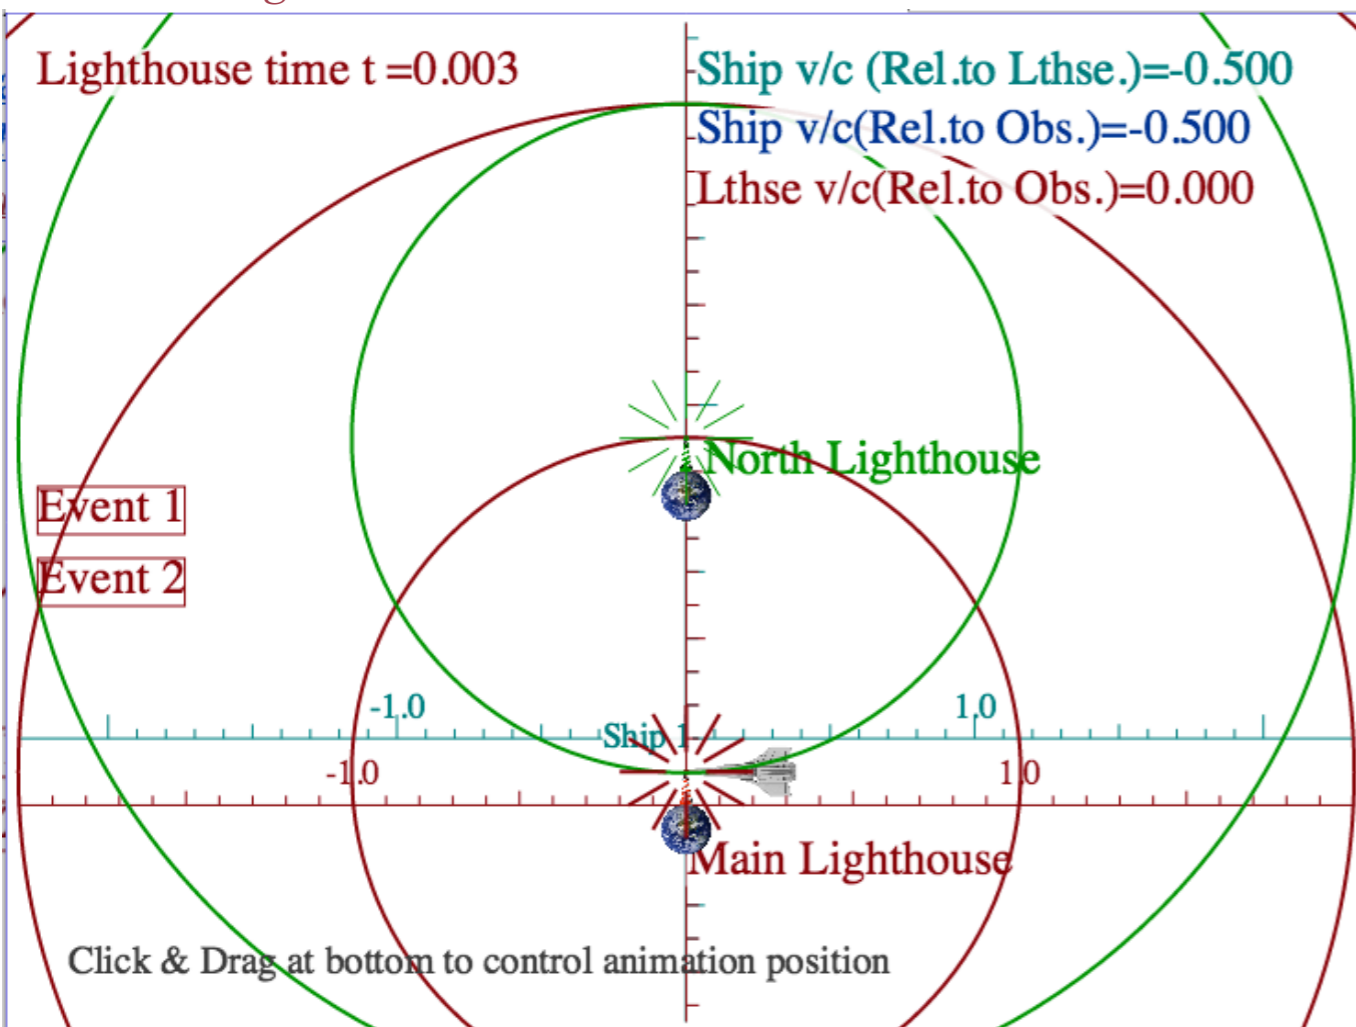 Lighthouse time t =0.003
Ship v/c (Rel.to Lthse.)=-0.500
Ship v/c(Rel.to Obs.)=-0.500
Lthse v/c(Rel.to Obs.)=0.000
North Lighthouse
Event 1
Event 2
-1.0
1.0
Ship 1
-1.0
1.0
Main Lighthouse
Click & Drag at bottom to control animation position